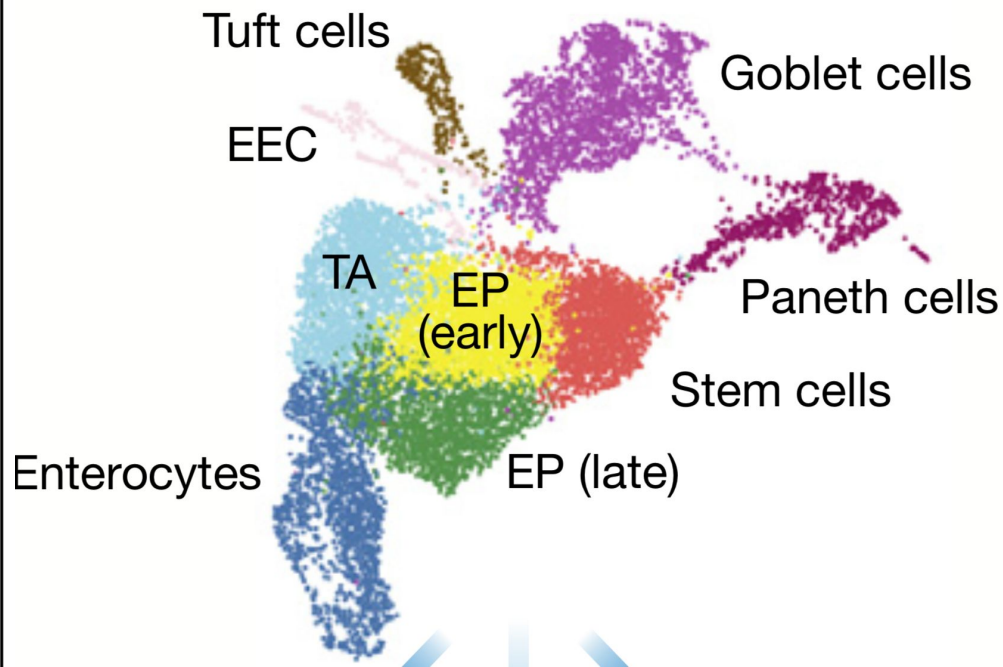 Tuft cells
Goblet cells
EEC
TA
EP
(early)
Paneth cells
Stem cells
Enterocytes
EP (late)